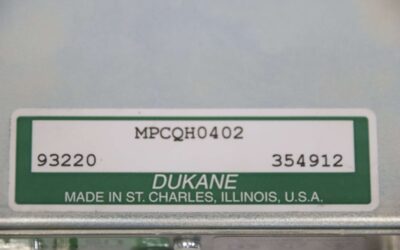 MPCQH0402
93220 354912
DUKANE
MADE IN ST. CHARLES, ILLINOIS, U.S.A.